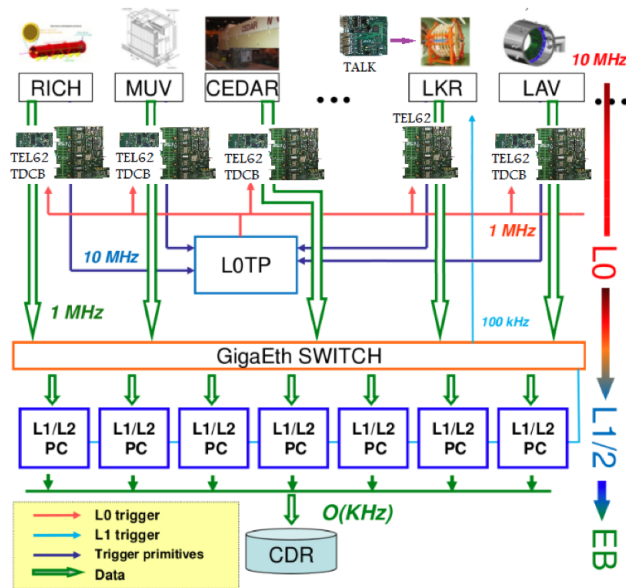 TALK
10 MHz
RICH
MUV
CEDAR
...
LKR
LAV
...
TEL62
TDCB
TEL62
TDCB
TEL62
TDCB
TEL62
TEL62
TDCB
1 MHz
L0
10 MHz
L0TP
1 MHz
100 kHz
GigaEth SWITCH
L1/L2
PC
L1/L2
PC
L1/L2
PC
L1/L2
PC
L1/L2
PC
L1/L2
PC
L1/L2
PC
L1/2
O(KHz)
L0 trigger
L1 trigger
Trigger primitives
Data
CDR
EB